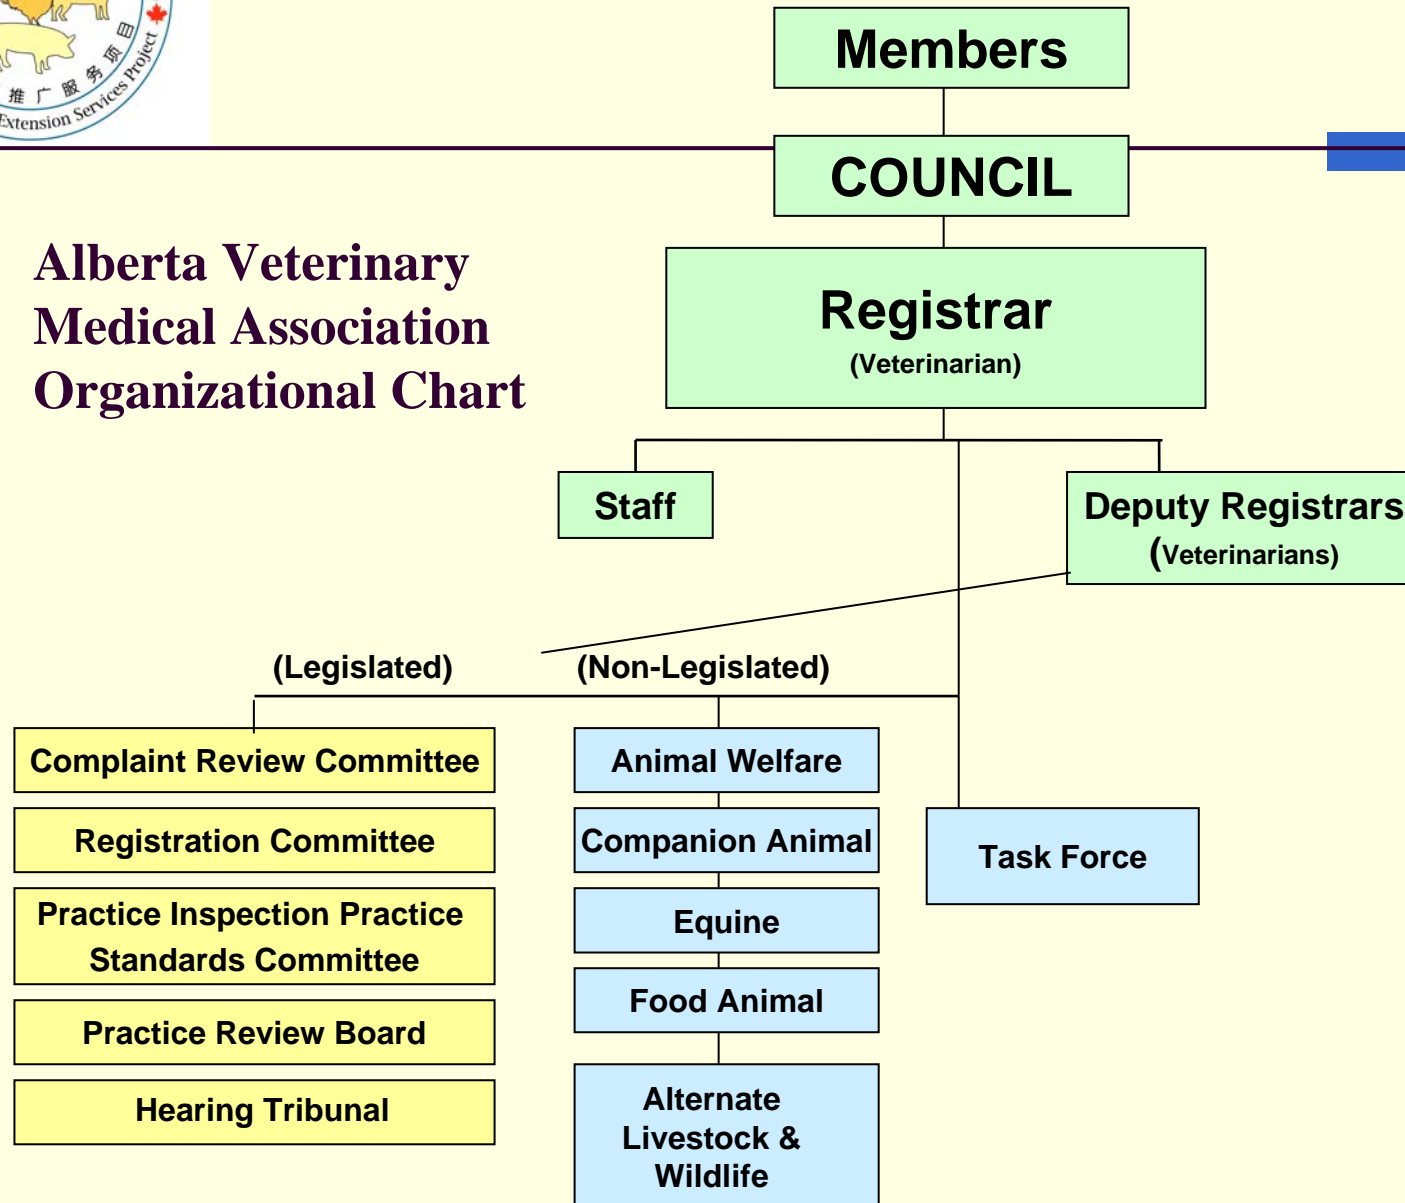 推广服务项目
Extension Services Project
Members
COUNCIL
Alberta Veterinary
Medical Association
Organizational Chart
Registrar
(Veterinarian)
Staff
Deputy Registrars
(Veterinarians)
(Legislated)
(Non-Legislated)
Complaint Review Committee
Registration Committee
Practice Inspection Practice
Standards Committee
Practice Review Board
Hearing Tribunal
Animal Welfare
Companion Animal
Equine
Food Animal
Alternate
Livestock &
Wildlife
Task Force